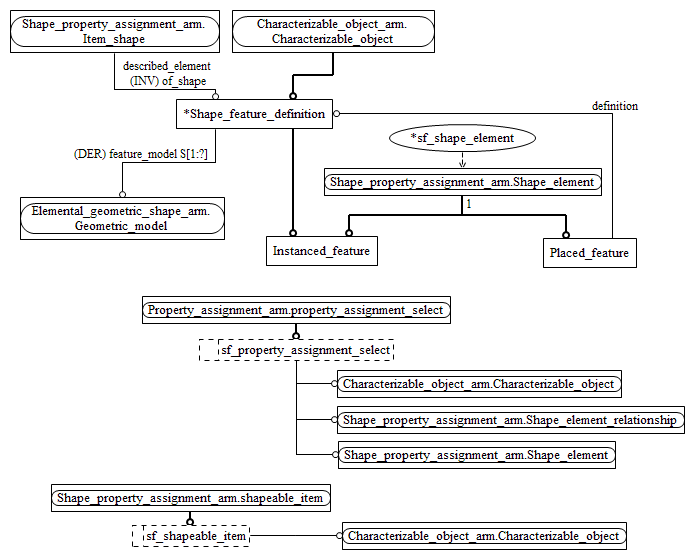 Shape_property_assignment_arm.
Item_shape
Characterizable_object_arm.
Characterizable_object
described_element
(INV) of_shape
*Shape_feature_definition
definition
*sf_shape_element
(DER) feature_model S[1:?]
Shape_property_assignment_arm.Shape_element
1
Elemental_geometric_shape_arm.
Geometric_model
Instanced_feature
Placed_feature
Property_assignment_arm.property_assignment_select
sf_property_assignment_select
Characterizable_object_arm.Characterizable_object
Shape_property_assignment_arm.Shape_element_relationship
Shape_property_assignment_arm.Shape_element
Shape_property_assignment_arm.shapeable_item
sf_shapeable_item
Characterizable_object_arm.Characterizable_object